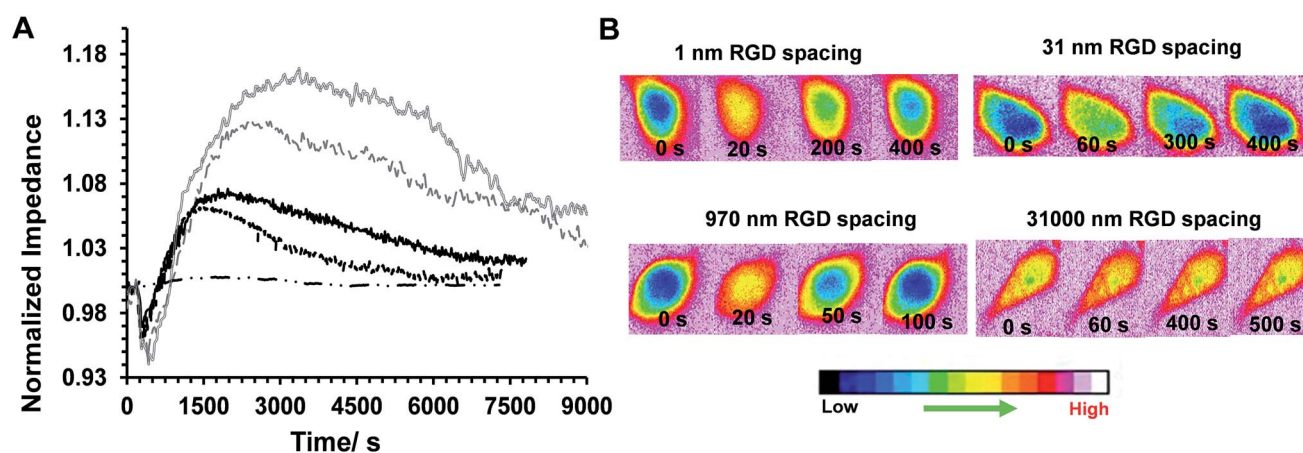 A
Normalized Impedance
1.18
1.13
1.08
1.03
0.98
0.93
0 1500 3000 4500 6000 7500 9000
Time/ s
B
1 nm RGD spacing
0 s 20 s 200 s 400 s
31 nm RGD spacing
0 s 60 s 300 s 400 s
970 nm RGD spacing
0 s 20 s 50 s 100 s
31000 nm RGD spacing
0 s 60 s 400 s 500 s
Low High